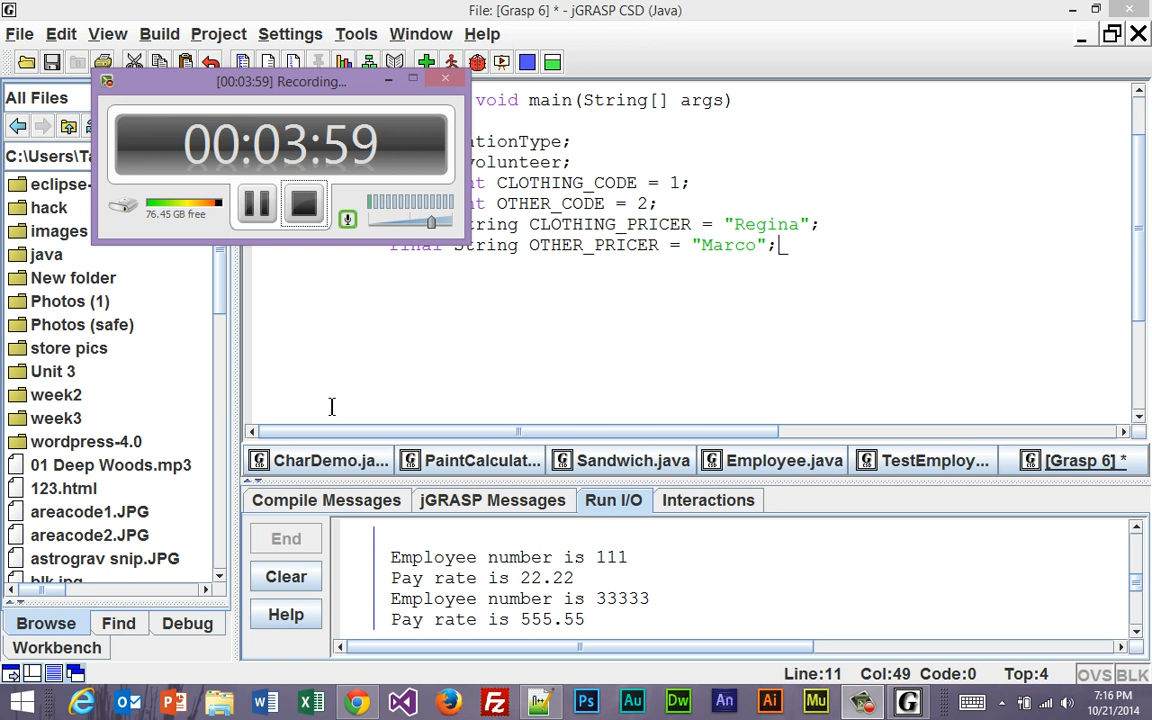 File: [Grasp 6] * - jGRASP CSD (Java)
File Edit View Build Project Settings Tools Window Help
[00:03:59] Recording...
00:03:59
76.45 GB free
All Files
C:\Users\Ta
eclipse-
hack
images
java
New folder
Photos (1)
Photos (safe)
store pics
Unit 3
week2
week3
wordpress-4.0
01 Deep Woods.mp3
123.html
areacode1.JPG
areacode2.JPG
astrograv snip.JPG
blk.jpg
Browse Find Debug
Workbench
void main(String[] args)
ationType;
volunteer;
nt CLOTHING_CODE = 1;
nt OTHER_CODE = 2;
String CLOTHING_PRICER = "Regina";
final String OTHER_PRICER = "Marco";
CharDemo.ja... PaintCalculat... Sandwich.java Employee.java TestEmploy... [Grasp 6] *
Compile Messages jGRASP Messages Run I/O Interactions
End
Clear
Help
Employee number is 111
Pay rate is 22.22
Employee number is 33333
Pay rate is 555.55
Line:11 Col:49 Code:0 Top:4 OVS BLK
7:16 PM
10/21/2014